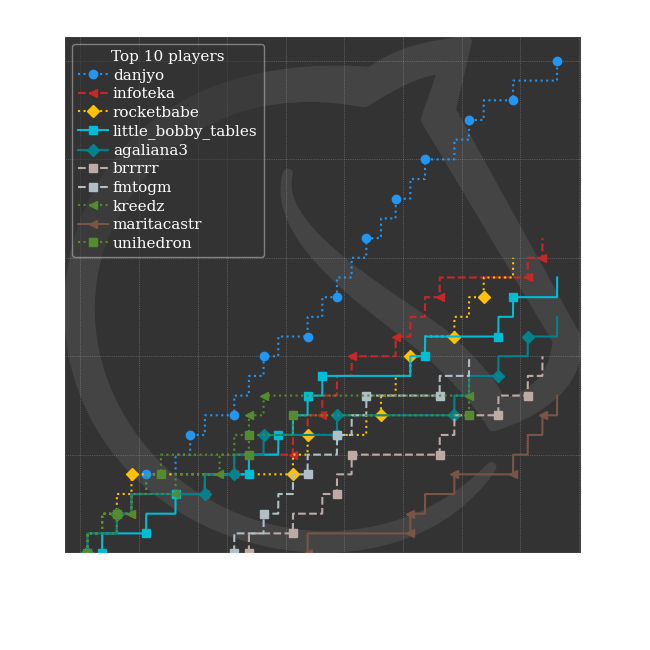 Top 10 players
danjyo
infoteka
rocketbabe
little_bobby_tables
agaliana3
brrrrr
fmtogm
kreedz
maritacastr
unihedron